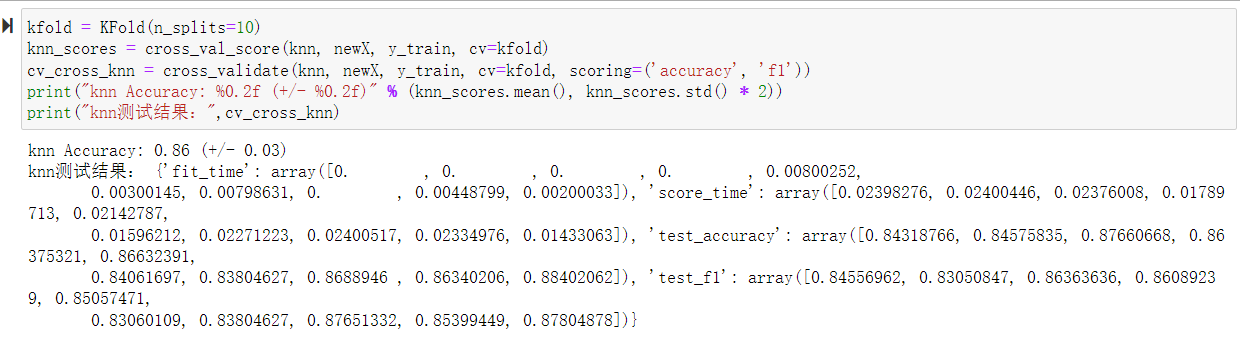 kfold = KFold(n_splits=10)
knn_scores = cross_val_score(knn, newX, y_train, cv=kfold)
cv_cross_knn = cross_validate(knn, newX, y_train, cv=kfold, scoring=('accuracy', 'f1'))
print("knn Accuracy: %0.2f (+/- %0.2f)" % (knn_scores.mean(), knn_scores.std() * 2))
print("knn测试结果：",cv_cross_knn)
knn Accuracy: 0.86 (+/- 0.03)
knn测试结果： {'fit_time': array([0.        , 0.        , 0.        , 0.        , 0.00800252,
       0.00300145, 0.00798631, 0.        , 0.00448799, 0.00200033]), 'score_time': array([0.02398276, 0.02400446, 0.02376008, 0.01789
713, 0.02142787,
       0.01596212, 0.02271223, 0.02400517, 0.02334976, 0.01433063]), 'test_accuracy': array([0.84318766, 0.84575835, 0.87660668, 0.86
375321, 0.86632391,
       0.84061697, 0.83804627, 0.8688946 , 0.86340206, 0.88402062]), 'test_f1': array([0.84556962, 0.83050847, 0.86363636, 0.8608923
9, 0.85057471,
       0.83060109, 0.83804627, 0.87651332, 0.85399449, 0.87804878])}